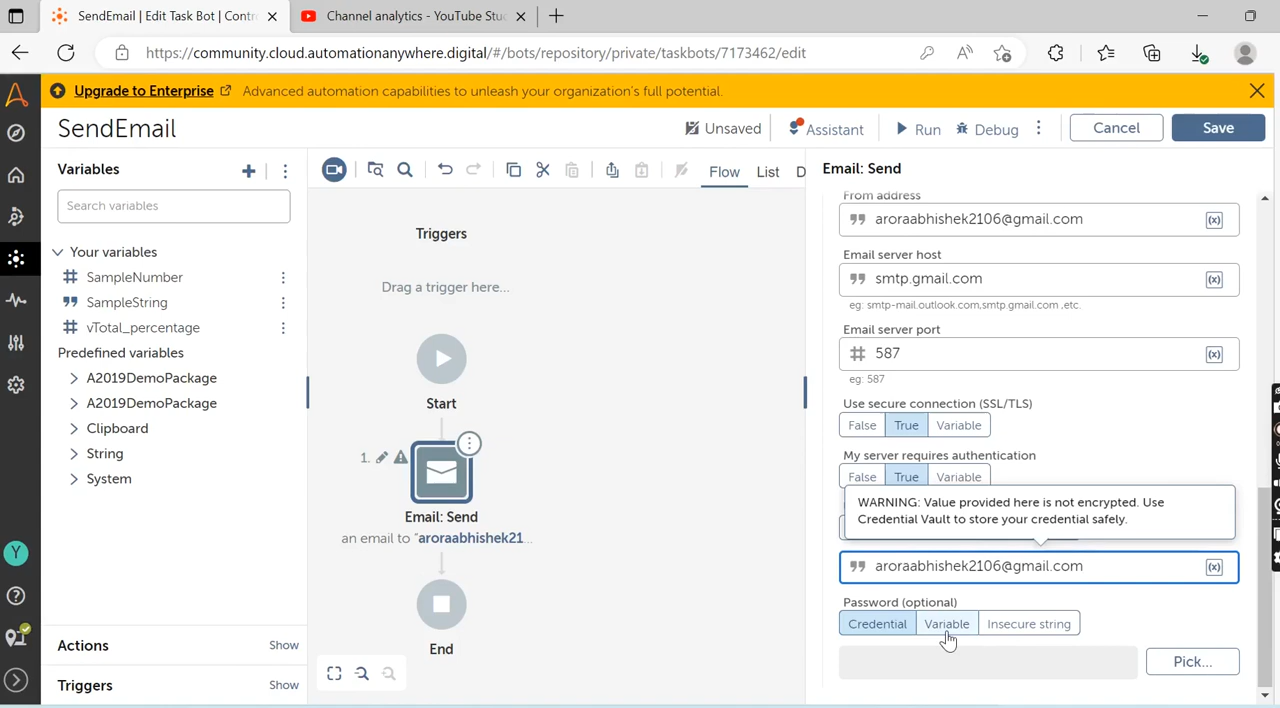 SendEmail | Edit Task Bot | Contr
Channel analytics - YouTube Stu
https://community.cloud.automationanywhere.digital/#/bots/repository/private/taskbots/7173462/edit
Upgrade to Enterprise Advanced automation capabilities to unleash your organization's full potential.
SendEmail
Unsaved
Assistant
Run
Debug
Cancel
Save
Variables
Search variables
Your variables
SampleNumber
SampleString
vTotal_percentage
Predefined variables
A2019DemoPackage
A2019DemoPackage
Clipboard
String
System
Actions
Show
Triggers
Show
Y
Flow
List
D
Triggers
Drag a trigger here...
Start
1.
Email: Send
an email to "aroraabhishek21...
End
Email: Send
From address
aroraabhishek2106@gmail.com
(x)
Email server host
smtp.gmail.com
(x)
eg: smtp-mail.outlook.com,smtp.gmail.com ,etc.
Email server port
587
(x)
eg: 587
Use secure connection (SSL/TLS)
False True Variable
My server requires authentication
False True Variable
WARNING: Value provided here is not encrypted. Use
Credential Vault to store your credential safely.
aroraabhishek2106@gmail.com
(x)
Password (optional)
Credential Variable Insecure string
Pick...